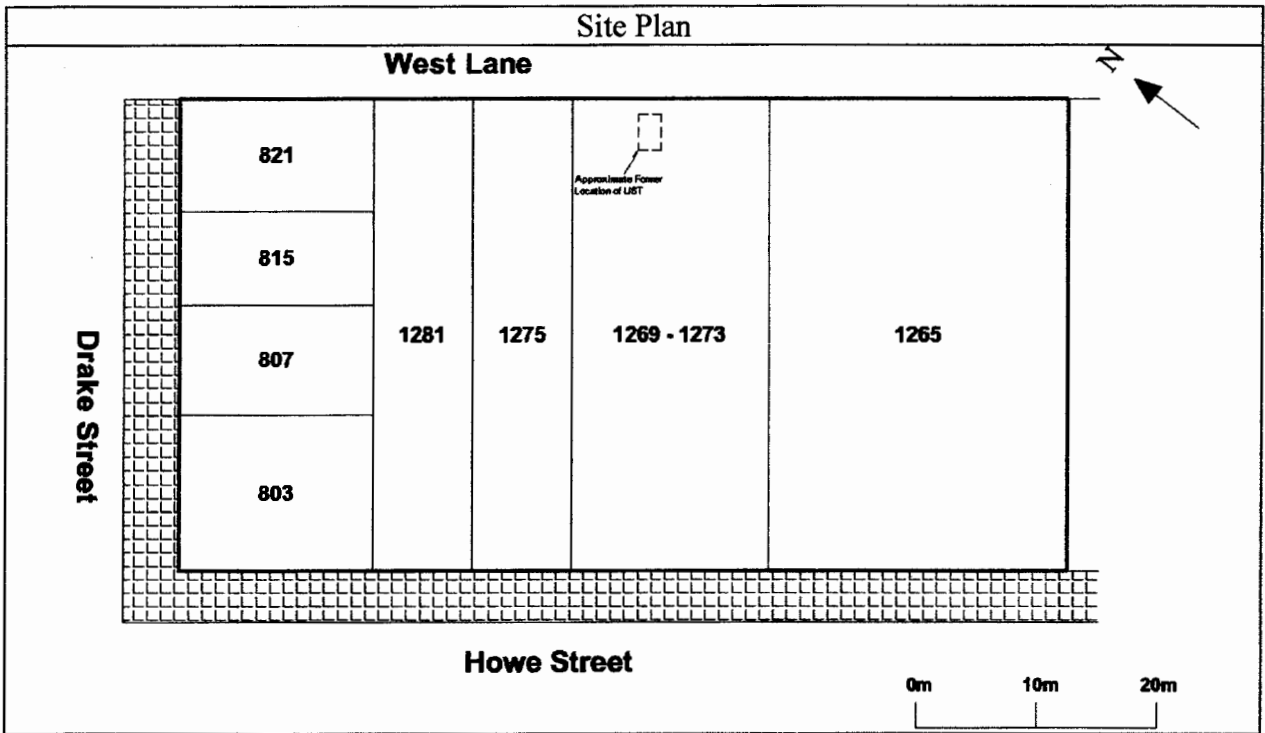 Site Plan
West Lane
N
821
Approximate Former
Location of UST
815
Drake Street
807
1281
1275
1269 - 1273
1265
803
Howe Street
0m 10m 20m